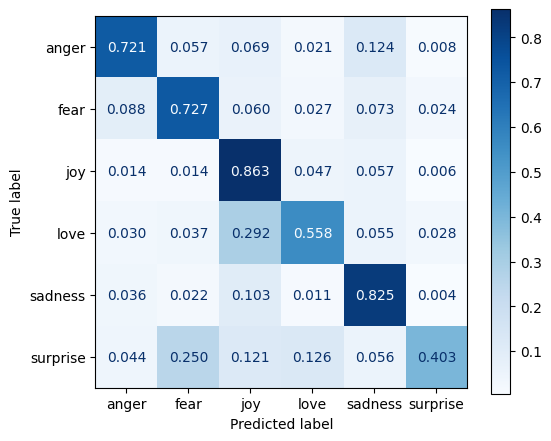 anger 0.721 0.057 0.069 0.021 0.124 0.008
fear 0.088 0.727 0.060 0.027 0.073 0.024
joy 0.014 0.014 0.863 0.047 0.057 0.006
love 0.030 0.037 0.292 0.558 0.055 0.028
sadness 0.036 0.022 0.103 0.011 0.825 0.004
surprise 0.044 0.250 0.121 0.126 0.056 0.403
anger fear joy love sadness surprise
Predicted label
True label
0.8
0.7
0.6
0.5
0.4
0.3
0.2
0.1